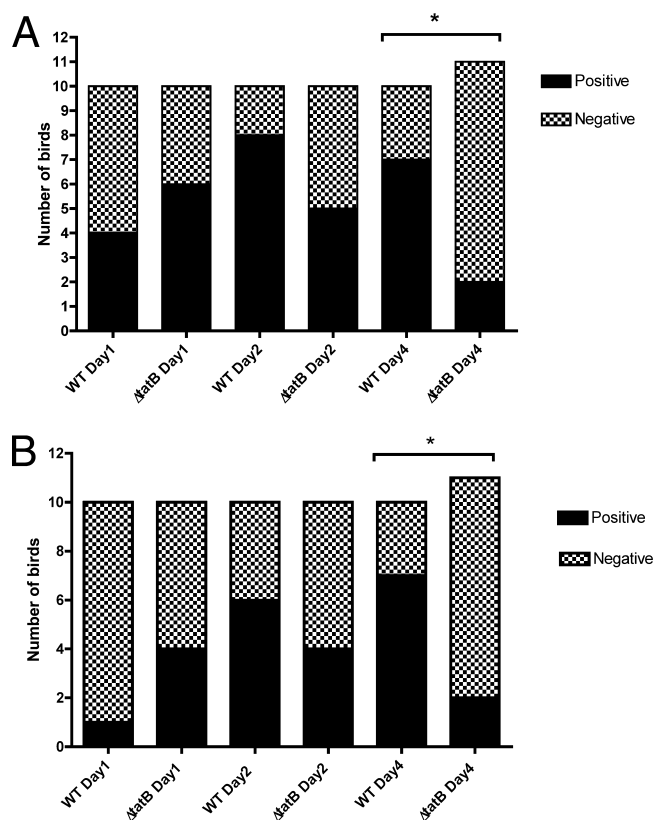 A
*
12
11
10
9
8
7
6
5
4
3
2
1
0
Number of birds
Positive
Negative
WT Day1
ΔtatB Day1
WT Day2
ΔtatB Day2
WT Day4
ΔtatB Day4
B
*
12
10
8
6
4
2
0
Number of birds
Positive
Negative
WT Day1
ΔtatB Day1
WT Day2
ΔtatB Day2
WT Day4
ΔtatB Day4